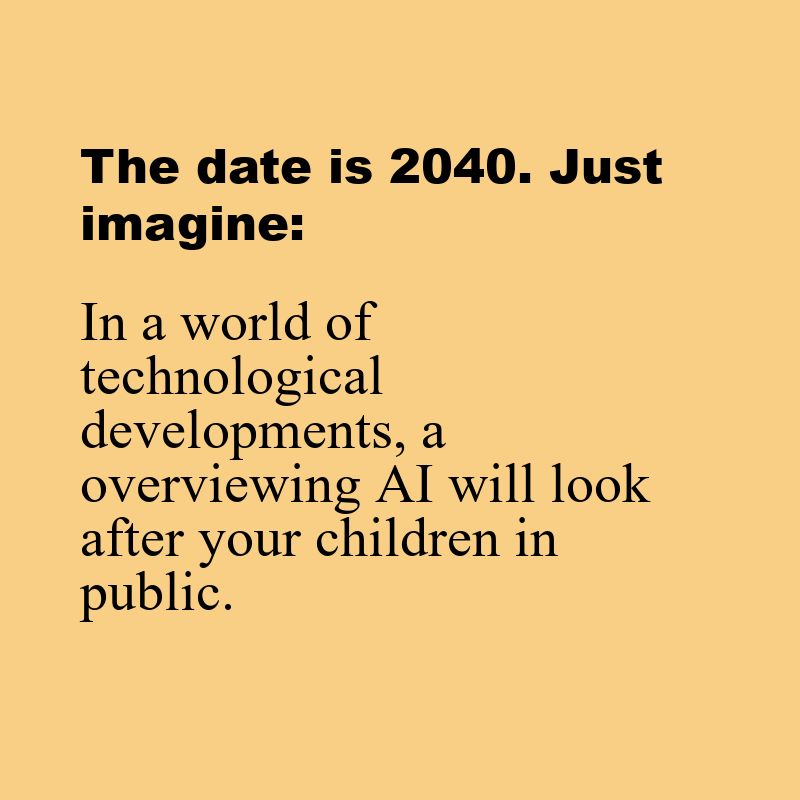 The date is 2040. Just
imagine:
In a world of
technological
developments, a
overviewing AI will look
after your children in
public.